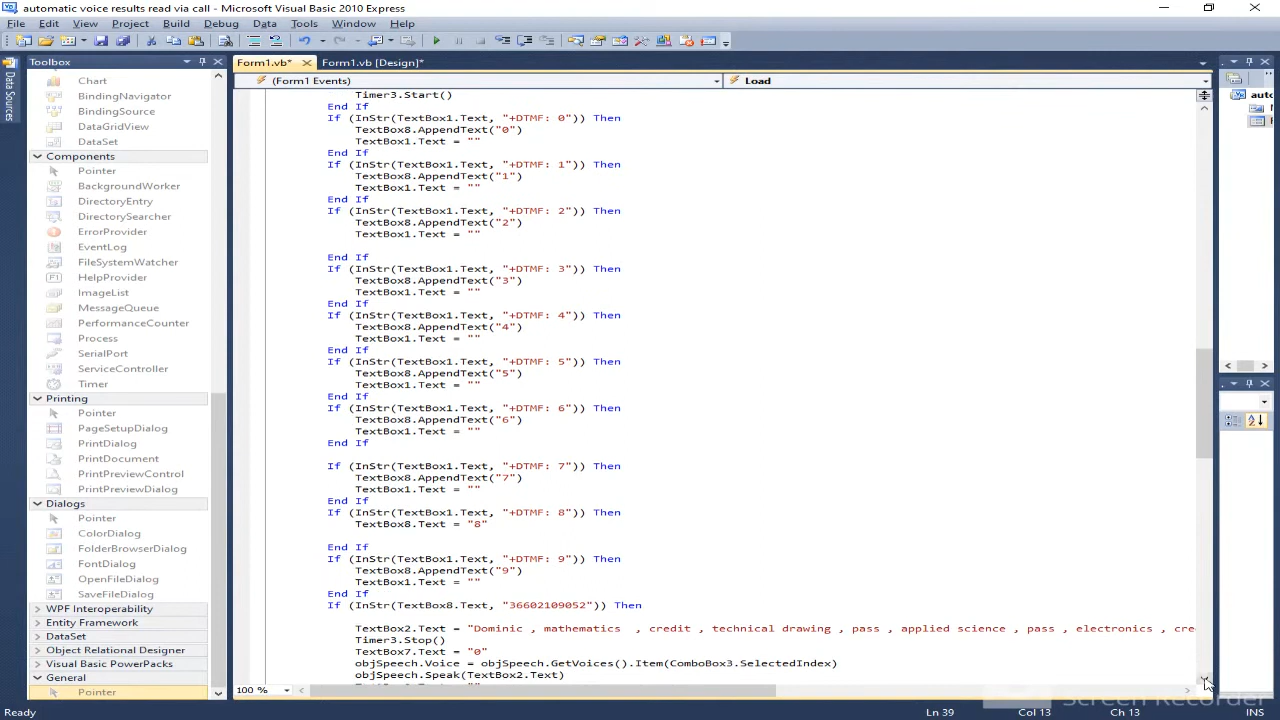 automatic voice results read via call - Microsoft Visual Basic 2010 Express
File Edit View Project Build Debug Data Tools Window Help
Data Sources
Toolbox
Chart
BindingNavigator
BindingSource
DataGridView
DataSet
Components
Pointer
BackgroundWorker
DirectoryEntry
DirectorySearcher
ErrorProvider
EventLog
FileSystemWatcher
HelpProvider
ImageList
MessageQueue
PerformanceCounter
Process
SerialPort
ServiceController
Timer
Printing
Pointer
PageSetupDialog
PrintDialog
PrintDocument
PrintPreviewControl
PrintPreviewDialog
Dialogs
Pointer
ColorDialog
FolderBrowserDialog
FontDialog
OpenFileDialog
SaveFileDialog
WPF Interoperability
Entity Framework
DataSet
Object Relational Designer
Visual Basic PowerPacks
General
Pointer
Form1.vb* Form1.vb [Design]*
(Form1 Events) Load
Timer3.Start()
End If
If (InStr(TextBox1.Text, "+DTMF: 0")) Then
TextBox8.AppendText("0")
TextBox1.Text = ""
End If
If (InStr(TextBox1.Text, "+DTMF: 1")) Then
TextBox8.AppendText("1")
TextBox1.Text = ""
End If
If (InStr(TextBox1.Text, "+DTMF: 2")) Then
TextBox8.AppendText("2")
TextBox1.Text = ""
End If
If (InStr(TextBox1.Text, "+DTMF: 3")) Then
TextBox8.AppendText("3")
TextBox1.Text = ""
End If
If (InStr(TextBox1.Text, "+DTMF: 4")) Then
TextBox8.AppendText("4")
TextBox1.Text = ""
End If
If (InStr(TextBox1.Text, "+DTMF: 5")) Then
TextBox8.AppendText("5")
TextBox1.Text = ""
End If
If (InStr(TextBox1.Text, "+DTMF: 6")) Then
TextBox8.AppendText("6")
TextBox1.Text = ""
End If
If (InStr(TextBox1.Text, "+DTMF: 7")) Then
TextBox8.AppendText("7")
TextBox1.Text = ""
End If
If (InStr(TextBox1.Text, "+DTMF: 8")) Then
TextBox8.Text = "8"
End If
If (InStr(TextBox1.Text, "+DTMF: 9")) Then
TextBox8.AppendText("9")
TextBox1.Text = ""
End If
If (InStr(TextBox8.Text, "36602109052")) Then
TextBox2.Text = "Dominic , mathematics , credit , technical drawing , pass , applied science , pass , electronics , cre
Timer3.Stop()
TextBox7.Text = "0"
objSpeech.Voice = objSpeech.GetVoices().Item(ComboBox3.SelectedIndex)
objSpeech.Speak(TextBox2.Text)
100 %
auto
Screen Recorder
Ready Ln 39 Col 13 Ch 13 INS